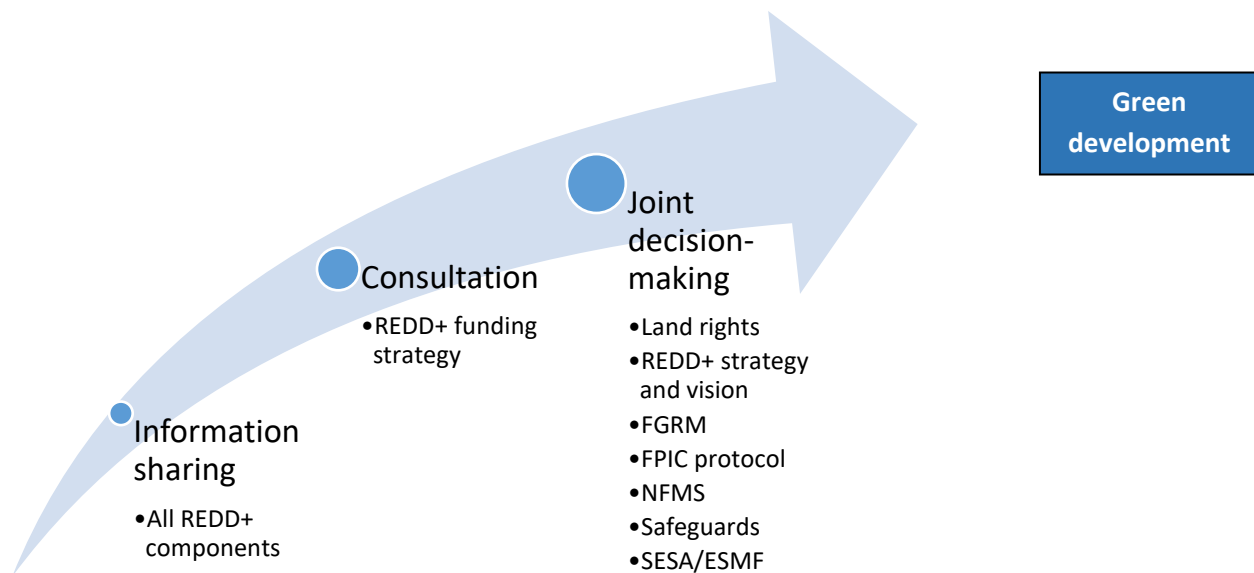 Green
development
Joint
decision-
making
•Land rights
•REDD+ strategy
and vision
•FGRM
•FPIC protocol
•NFMS
•Safeguards
•SESA/ESMF
Consultation
•REDD+ funding
strategy
Information
sharing
•All REDD+
components